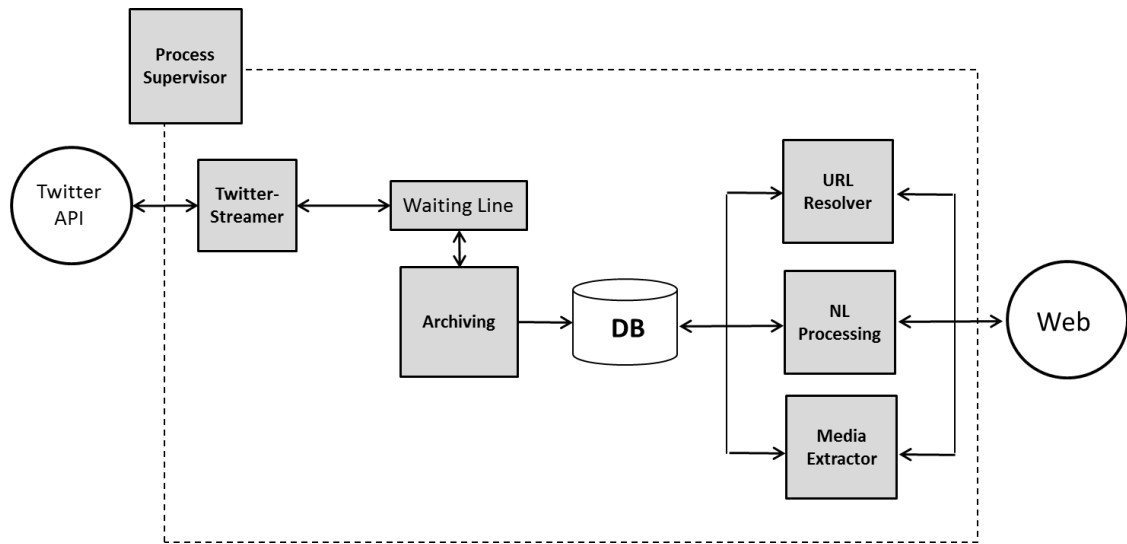 Process
Supervisor
Twitter
API
Twitter-
Streamer
Waiting Line
Archiving
DB
URL
Resolver
NL
Processing
Media
Extractor
Web